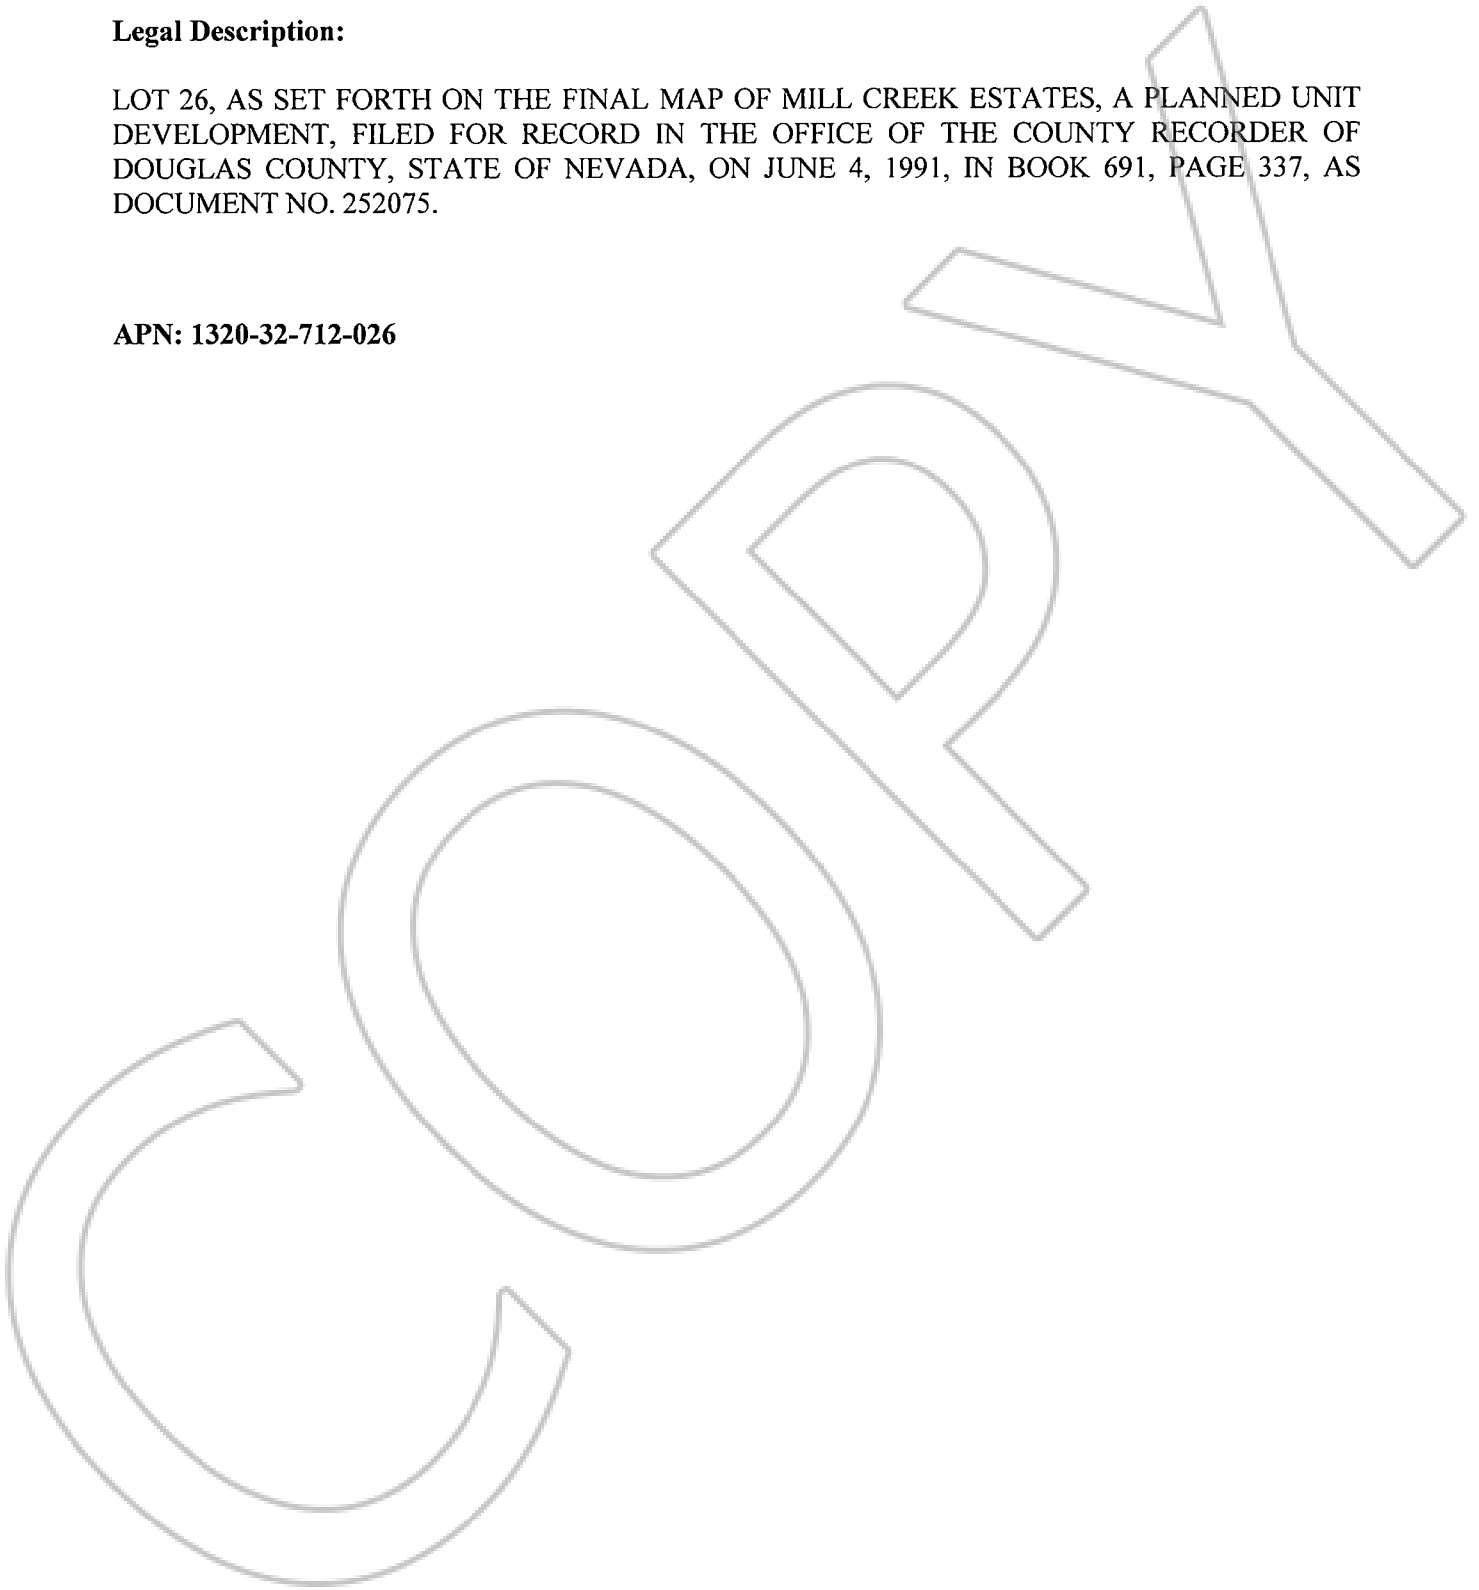 Legal Description:
LOT 26, AS SET FORTH ON THE FINAL MAP OF MILL CREEK ESTATES, A PLANNED UNIT
DEVELOPMENT, FILED FOR RECORD IN THE OFFICE OF THE COUNTY RECORDER OF
DOUGLAS COUNTY, STATE OF NEVADA, ON JUNE 4, 1991, IN BOOK 691, PAGE 337, AS
DOCUMENT NO. 252075.
APN: 1320-32-712-026
COPY